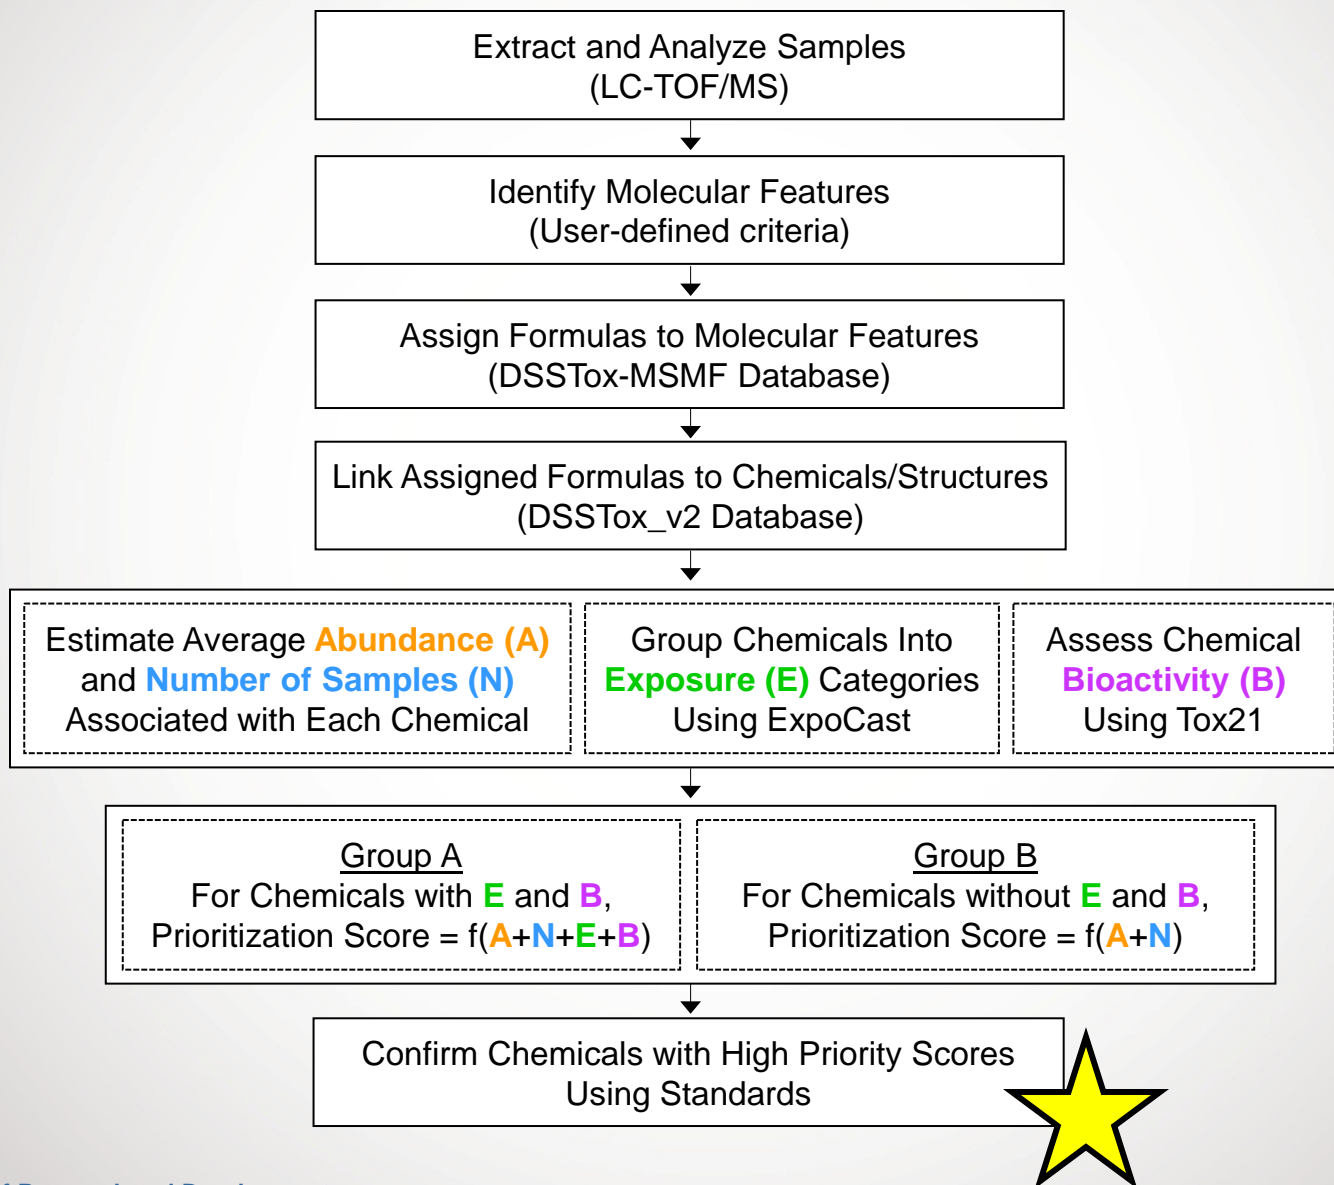 Extract and Analyze Samples
(LC-TOF/MS)
Identify Molecular Features
(User-defined criteria)
Assign Formulas to Molecular Features
(DSSTox-MSMF Database)
Link Assigned Formulas to Chemicals/Structures
(DSSTox_v2 Database)
Estimate Average Abundance (A)
and Number of Samples (N)
Associated with Each Chemical
Group Chemicals Into
Exposure (E) Categories
Using ExpoCast
Assess Chemical
Bioactivity (B)
Using Tox21
Group A
For Chemicals with E and B,
Prioritization Score = f(A+N+E+B)
Group B
For Chemicals without E and B,
Prioritization Score = f(A+N)
Confirm Chemicals with High Priority Scores
Using Standards